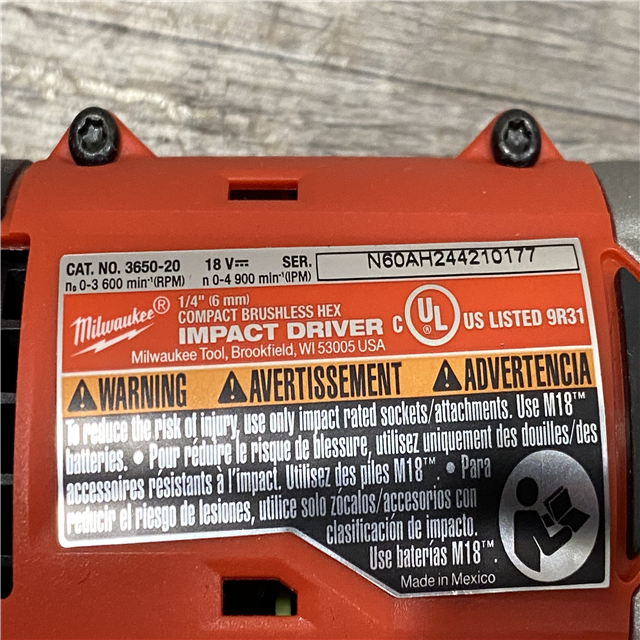 CAT. NO. 3650-20 18 V⎓ SER. N60AH244210177
n₀ 0-3 600 min⁻¹(RPM) n 0-4 900 min⁻¹(IPM)
Milwaukee®
1/4" (6 mm)
COMPACT BRUSHLESS HEX
IMPACT DRIVER
Milwaukee Tool, Brookfield, WI 53005 USA
C UL® US LISTED 9R31
WARNING AVERTISSEMENT ADVERTENCIA
To reduce the risk of injury, use only impact rated sockets/attachments. Use M18™
batteries. • Pour réduire le risque de blessure, utilisez uniquement des douilles/des
accessoires résistants à l'impact. Utilisez des piles M18™. • Para
reducir el riesgo de lesiones, utilice solo zócalos/accesorios con
clasificación de impacto.
Use baterías M18™.
Made in Mexico